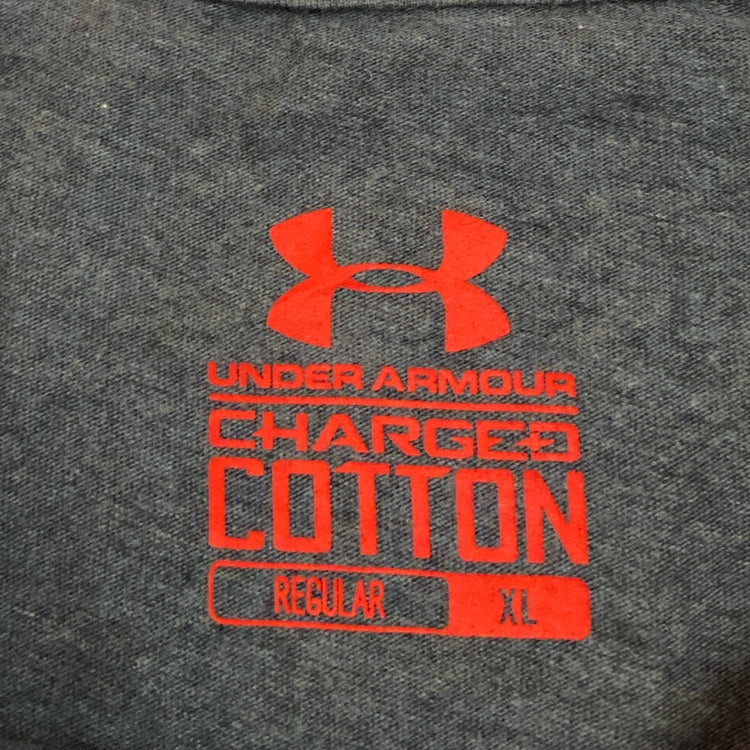 UNDER ARMOUR
CHARGED
COTTON
REGULAR XL